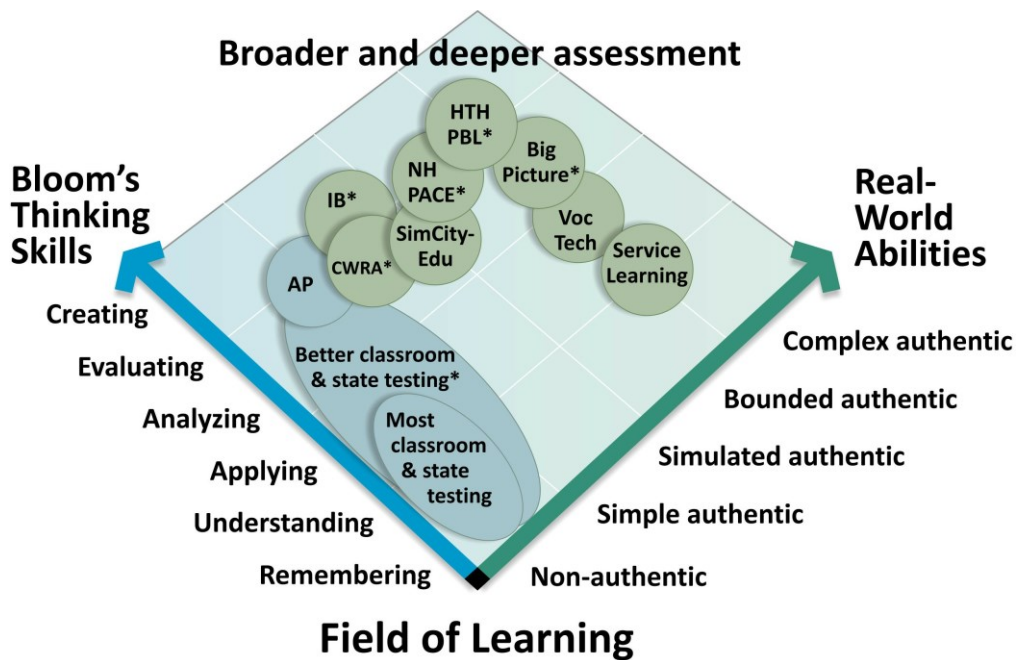 Broader and deeper assessment
Bloom's
Thinking
Skills
Real-
World
Abilities
HTH
PBL*
Big
Picture*
NH
PACE*
IB*
Voc
Tech
SimCity-
Edu
Service
Learning
CWRA*
AP
Creating
Evaluating
Analyzing
Applying
Understanding
Remembering
Better classroom
& state testing*
Most
classroom
& state
testing
Complex authentic
Bounded authentic
Simulated authentic
Simple authentic
Non-authentic
Field of Learning